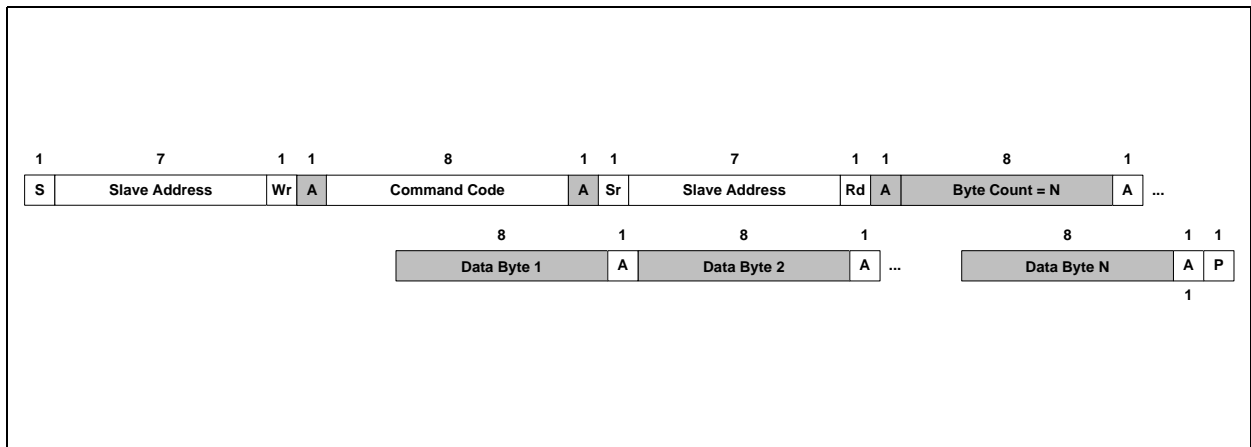 1 7 1 1 8 1 1 7 1 1 8 1
S Slave Address Wr A Command Code A Sr Slave Address Rd A Byte Count = N A ...
8 1 8 1 8 1 1
Data Byte 1 A Data Byte 2 A ... Data Byte N A P
1